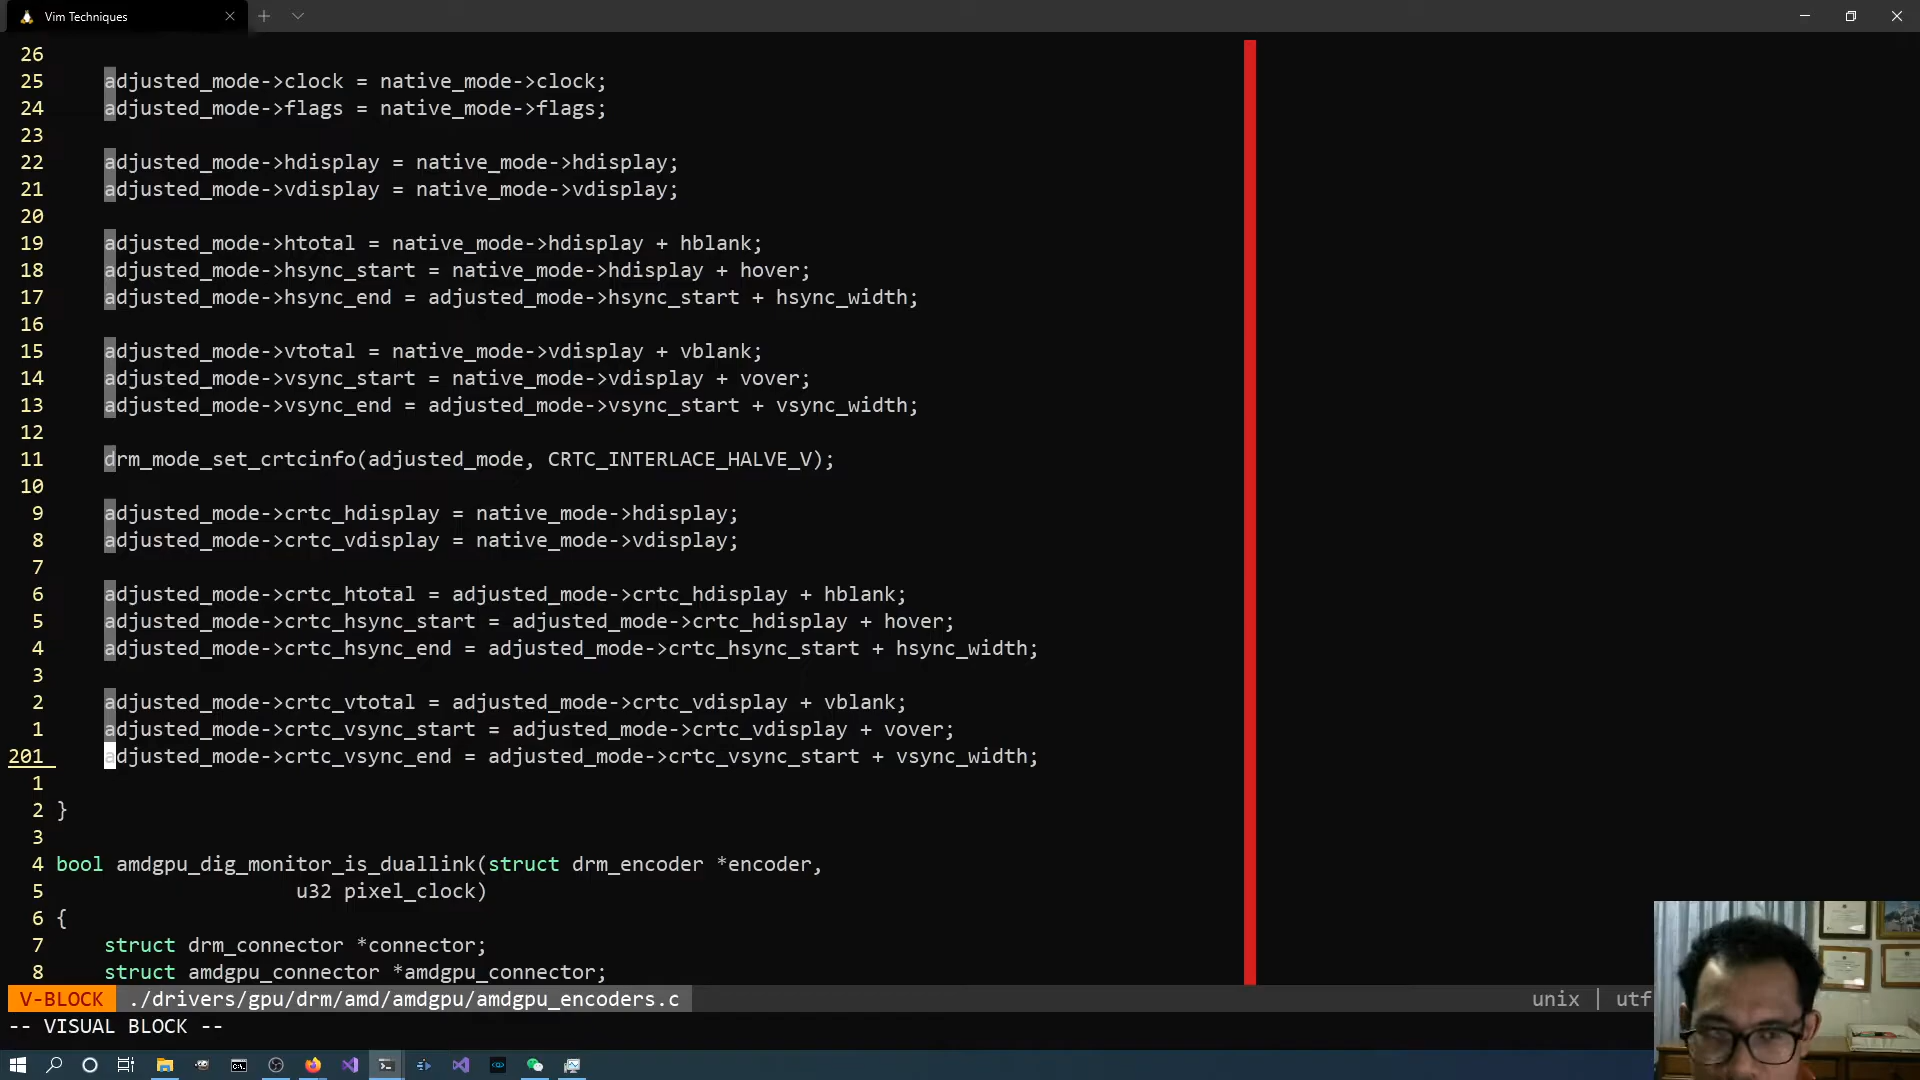 Vim Techniques
26
25 adjusted_mode->clock = native_mode->clock;
24 adjusted_mode->flags = native_mode->flags;
23
22 adjusted_mode->hdisplay = native_mode->hdisplay;
21 adjusted_mode->vdisplay = native_mode->vdisplay;
20
19 adjusted_mode->htotal = native_mode->hdisplay + hblank;
18 adjusted_mode->hsync_start = native_mode->hdisplay + hover;
17 adjusted_mode->hsync_end = adjusted_mode->hsync_start + hsync_width;
16
15 adjusted_mode->vtotal = native_mode->vdisplay + vblank;
14 adjusted_mode->vsync_start = native_mode->vdisplay + vover;
13 adjusted_mode->vsync_end = adjusted_mode->vsync_start + vsync_width;
12
11 drm_mode_set_crtcinfo(adjusted_mode, CRTC_INTERLACE_HALVE_V);
10
9 adjusted_mode->crtc_hdisplay = native_mode->hdisplay;
8 adjusted_mode->crtc_vdisplay = native_mode->vdisplay;
7
6 adjusted_mode->crtc_htotal = adjusted_mode->crtc_hdisplay + hblank;
5 adjusted_mode->crtc_hsync_start = adjusted_mode->crtc_hdisplay + hover;
4 adjusted_mode->crtc_hsync_end = adjusted_mode->crtc_hsync_start + hsync_width;
3
2 adjusted_mode->crtc_vtotal = adjusted_mode->crtc_vdisplay + vblank;
1 adjusted_mode->crtc_vsync_start = adjusted_mode->crtc_vdisplay + vover;
201 adjusted_mode->crtc_vsync_end = adjusted_mode->crtc_vsync_start + vsync_width;
1
2 }
3
4 bool amdgpu_dig_monitor_is_duallink(struct drm_encoder *encoder,
5 u32 pixel_clock)
6 {
7 struct drm_connector *connector;
8 struct amdgpu_connector *amdgpu_connector;
V-BLOCK ./drivers/gpu/drm/amd/amdgpu/amdgpu_encoders.c unix | utf
-- VISUAL BLOCK --